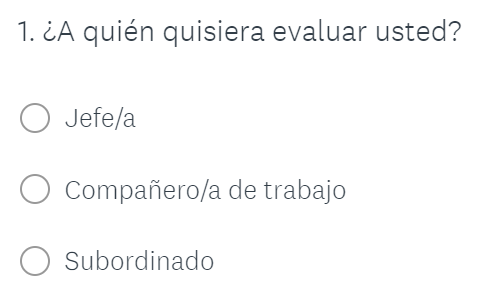 1. ¿A quién quisiera evaluar usted?
Jefe/a
Compañero/a de trabajo
Subordinado